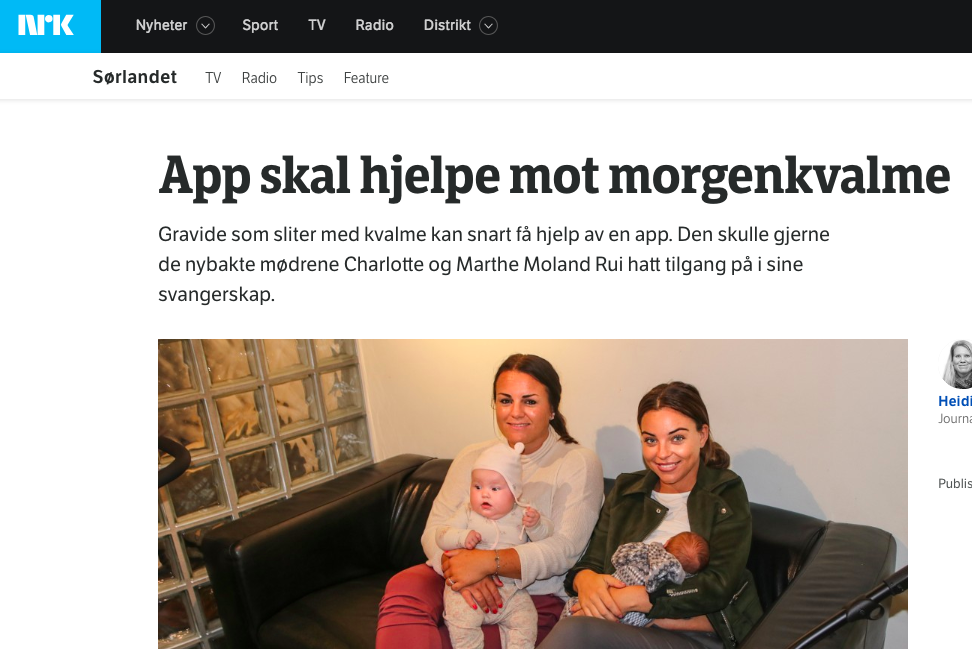 NRK
Nyheter Sport TV Radio Distrikt
Sørlandet TV Radio Tips Feature
App skal hjelpe mot morgenkvalme
Gravide som sliter med kvalme kan snart få hjelp av en app. Den skulle gjerne
de nybakte mødrene Charlotte og Marthe Moland Rui hatt tilgang på i sine
svangerskap.
Heidi
Journa
Publis